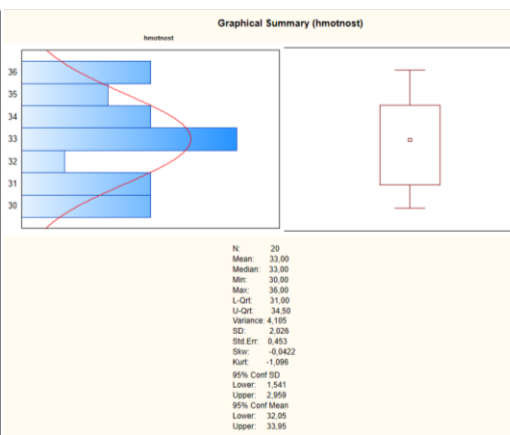 Graphical Summary (hmotnost)
hmotnost
36
35
34
33
32
31
30
N: 20
Mean: 33,00
Median: 33,00
Min: 30,00
Max: 36,00
L-Qrt: 31,00
U-Qrt: 34,50
Variance: 4,105
SD: 2,026
Std.Err: 0,453
Skw: -0,0422
Kurt: -1,096
95% Conf SD
Lower: 1,541
Upper: 2,959
95% Conf Mean
Lower: 32,05
Upper: 33,95